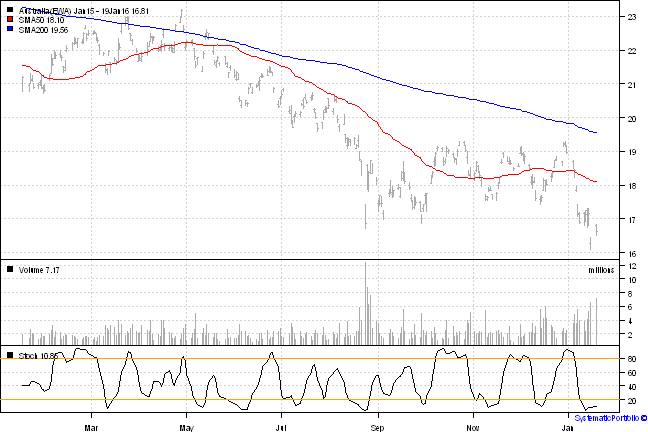 Australia(EWA) Jan15 - 19Jan16 16.81
SMA50 18.10
SMA200 19.56
23
22
21
20
19
18
17
16
Volume 7.17
millions
12
10
8
6
4
2
Stoch 10.86
80
60
40
20
Mar
May
Jul
Sep
Nov
Jan
SystematicPortfolio ©